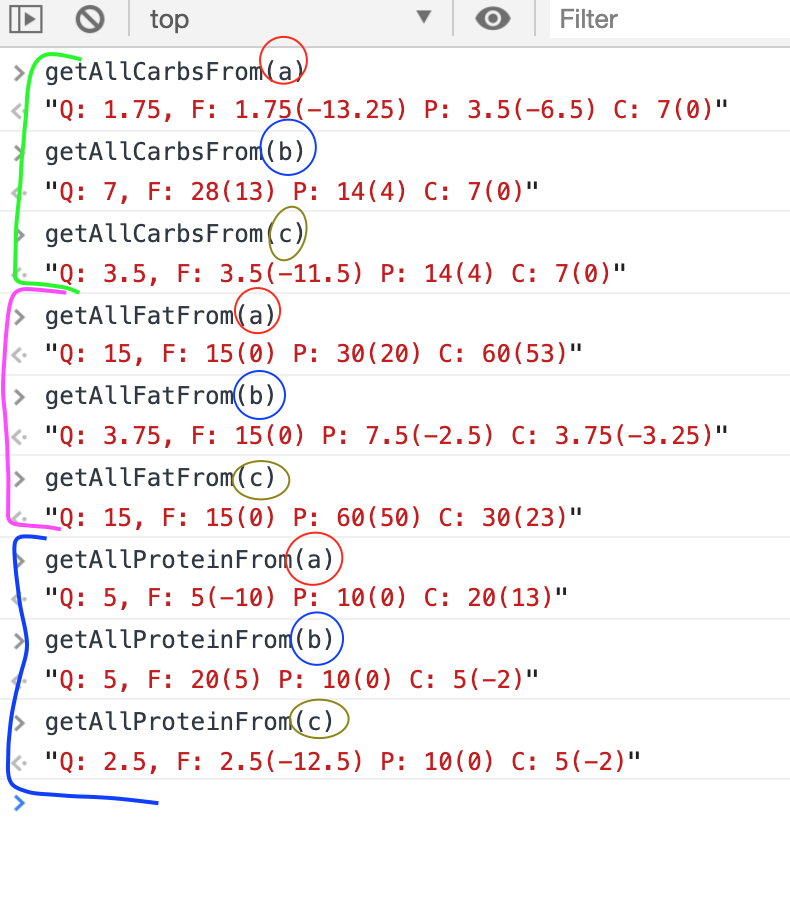 top Filter
getAllCarbsFrom(a)
"Q: 1.75, F: 1.75(-13.25) P: 3.5(-6.5) C: 7(0)"
getAllCarbsFrom(b)
"Q: 7, F: 28(13) P: 14(4) C: 7(0)"
getAllCarbsFrom(c)
"Q: 3.5, F: 3.5(-11.5) P: 14(4) C: 7(0)"
getAllFatFrom(a)
"Q: 15, F: 15(0) P: 30(20) C: 60(53)"
getAllFatFrom(b)
"Q: 3.75, F: 15(0) P: 7.5(-2.5) C: 3.75(-3.25)"
getAllFatFrom(c)
"Q: 15, F: 15(0) P: 60(50) C: 30(23)"
getAllProteinFrom(a)
"Q: 5, F: 5(-10) P: 10(0) C: 20(13)"
getAllProteinFrom(b)
"Q: 5, F: 20(5) P: 10(0) C: 5(-2)"
getAllProteinFrom(c)
"Q: 2.5, F: 2.5(-12.5) P: 10(0) C: 5(-2)"